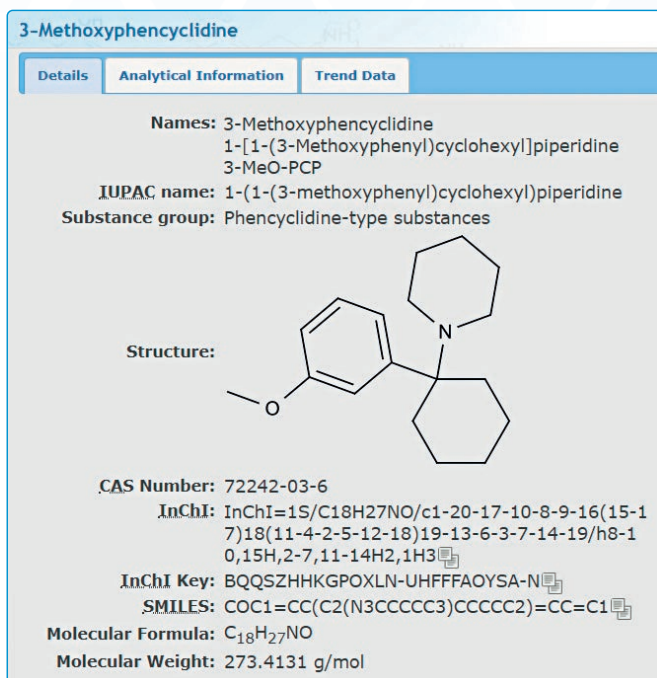 3-Methoxyphencyclidine
Details Analytical Information Trend Data
Names: 3-Methoxyphencyclidine
1-[1-(3-Methoxyphenyl)cyclohexyl]piperidine
3-MeO-PCP
IUPAC name: 1-(1-(3-methoxyphenyl)cyclohexyl)piperidine
Substance group: Phencyclidine-type substances
N
Structure:
O
CAS Number: 72242-03-6
InChI: InChI=1S/C18H27NO/c1-20-17-10-8-9-16(15-1
7)18(11-4-2-5-12-18)19-13-6-3-7-14-19/h8-1
0,15H,2-7,11-14H2,1H3
InChI Key: BQQSZHHKGPOXLN-UHFFFAOYSA-N
SMILES: COC1=CC(C2(N3CCCCC3)CCCCC2)=CC=C1
Molecular Formula: C18H27NO
Molecular Weight: 273.4131 g/mol